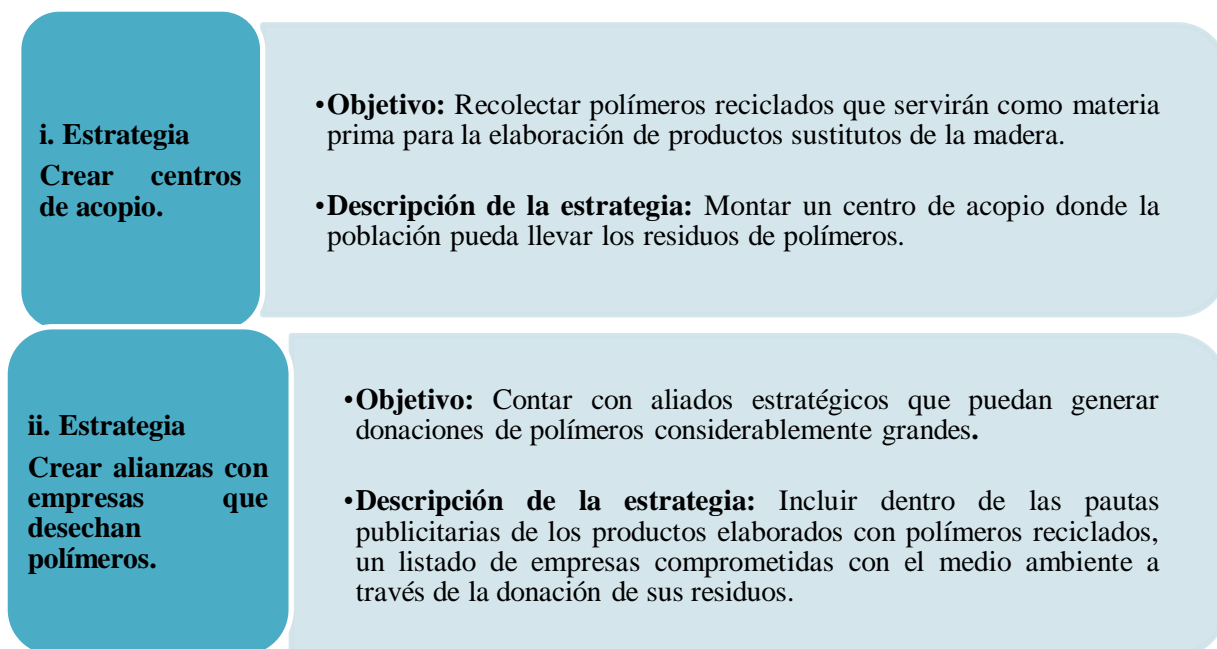 i. Estrategia
Crear centros
de acopio.
•Objetivo: Recolectar polímeros reciclados que servirán como materia
prima para la elaboración de productos sustitutos de la madera.
•Descripción de la estrategia: Montar un centro de acopio donde la
población pueda llevar los residuos de polímeros.
ii. Estrategia
Crear alianzas con
empresas que
desechan
polímeros.
•Objetivo: Contar con aliados estratégicos que puedan generar
donaciones de polímeros considerablemente grandes.
•Descripción de la estrategia: Incluir dentro de las pautas
publicitarias de los productos elaborados con polímeros reciclados,
un listado de empresas comprometidas con el medio ambiente a
través de la donación de sus residuos.